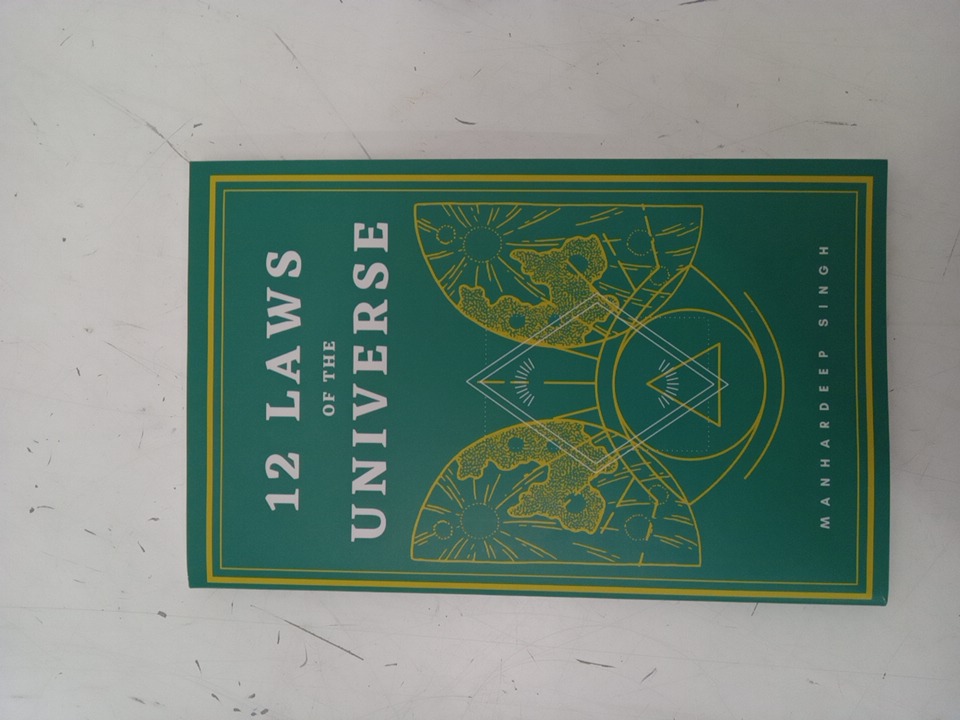 12 LAWS
OF THE
UNIVERSE
MANHARDEEP SINGH